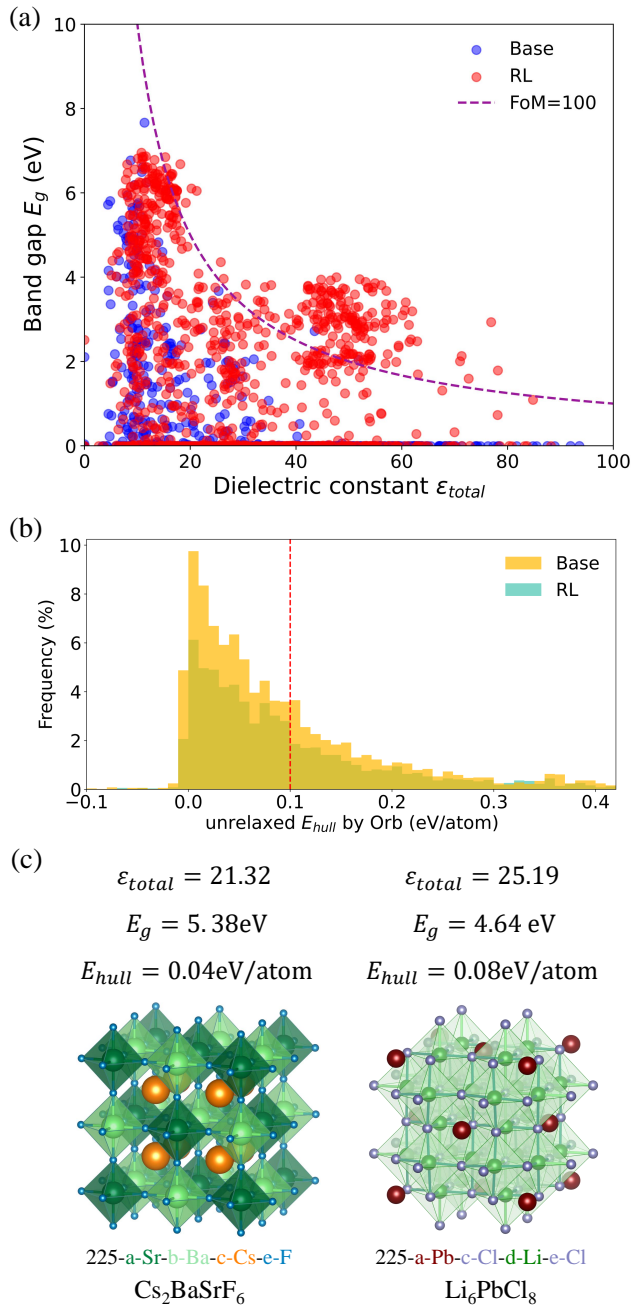 (a)
10
8
6
4
2
0
Band gap E_g (eV)
Base
RL
FoM=100
0 20 40 60 80 100
Dielectric constant ε_total
(b)
10
8
6
4
2
0
Frequency (%)
Base
RL
−0.1 0.0 0.1 0.2 0.3 0.4
unrelaxed E_hull by Orb (eV/atom)
(c)
ε_total = 21.32
E_g = 5.38eV
E_hull = 0.04eV/atom
225-a-Sr-b-Ba-c-Cs-e-F
Cs₂BaSrF₆
ε_total = 25.19
E_g = 4.64 eV
E_hull = 0.08eV/atom
225-a-Pb-c-Cl-d-Li-e-Cl
Li₆PbCl₈